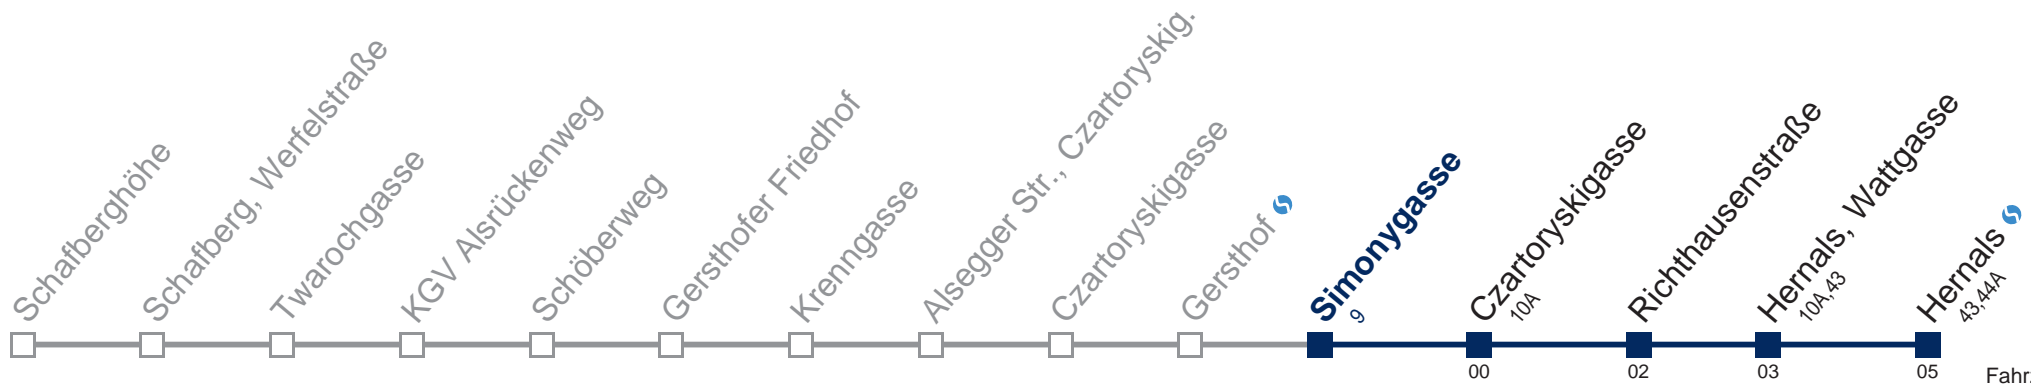 Schafberghöhe
Schafberg, Werfelstraße
Twarochgasse
KGV Alsrückenweg
Schöberweg
Gersthofer Friedhof
Krenngasse
Alsegger Str., Czartoryskig.
Czartoryskigasse
Gersthof
Simonygasse
9
Czartoryskigasse
10A
Richthausenstraße
Hernals, Wattgasse
10A,43
Hernals
43,44A
00
02
03
05
Fahr